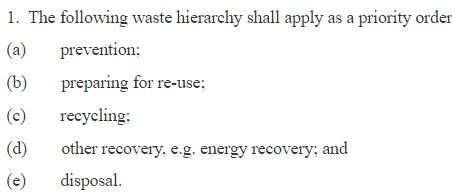 1. The following waste hierarchy shall apply as a priority order
(a) prevention;
(b) preparing for re-use;
(c) recycling;
(d) other recovery, e.g. energy recovery; and
(e) disposal.